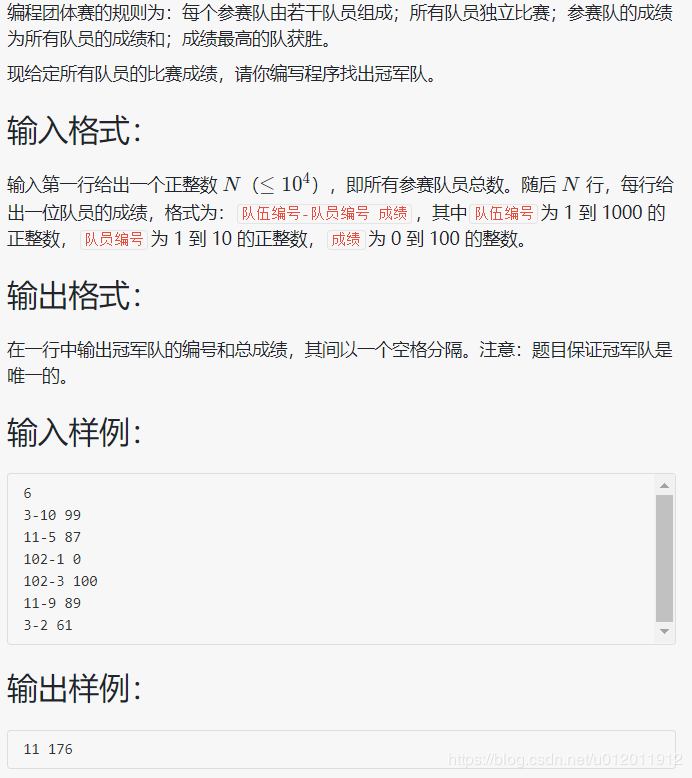 编程团体赛的规则为：每个参赛队由若干队员组成；所有队员独立比赛；参赛队的成绩
为所有队员的成绩和；成绩最高的队获胜。
现给定所有队员的比赛成绩，请你编写程序找出冠军队。
输入格式：
输入第一行给出一个正整数 N（≤ 10⁴），即所有参赛队员总数。随后 N 行，每行给
出一位队员的成绩，格式为：队伍编号-队员编号 成绩，其中队伍编号为 1 到 1000 的
正整数，队员编号为 1 到 10 的正整数，成绩为 0 到 100 的整数。
输出格式：
在一行中输出冠军队的编号和总成绩，其间以一个空格分隔。注意：题目保证冠军队是
唯一的。
输入样例：
6
3-10 99
11-5 87
102-1 0
102-3 100
11-9 89
3-2 61
输出样例：
11 176
https://blog.csdn.net/u012011912